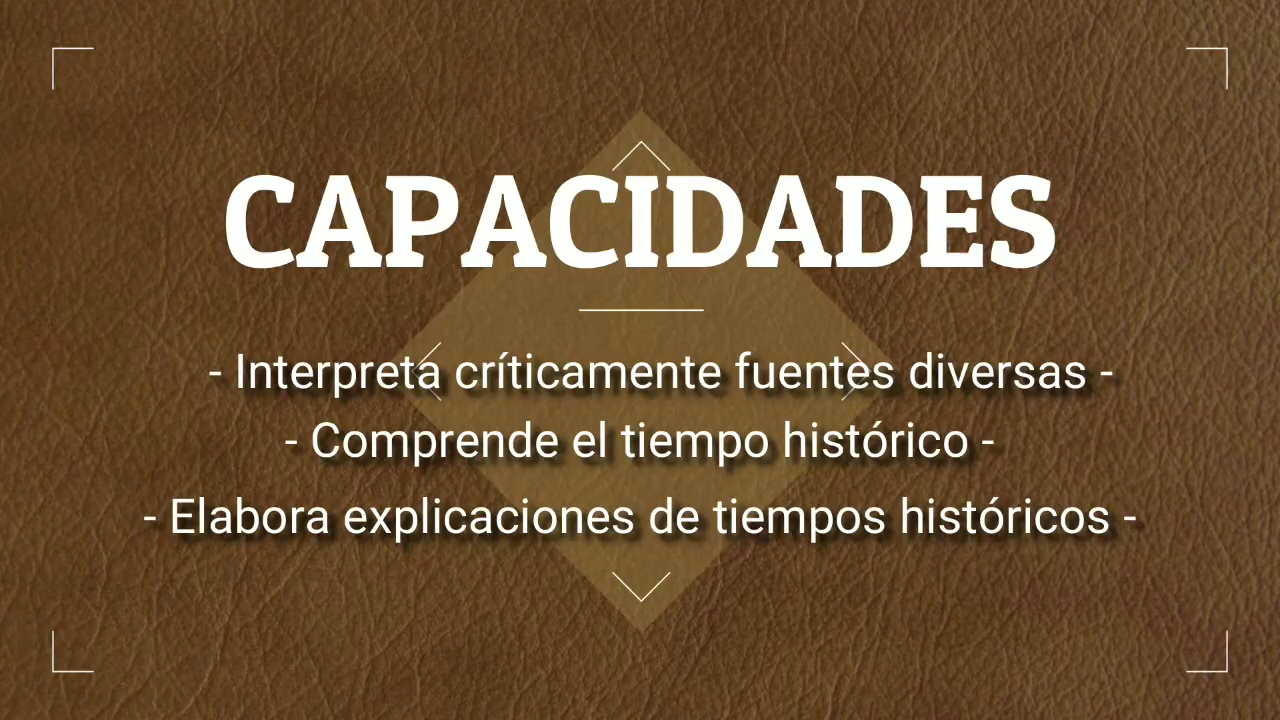 CAPACIDADES
- Interpreta críticamente fuentes diversas -
- Comprende el tiempo histórico -
- Elabora explicaciones de tiempos históricos -